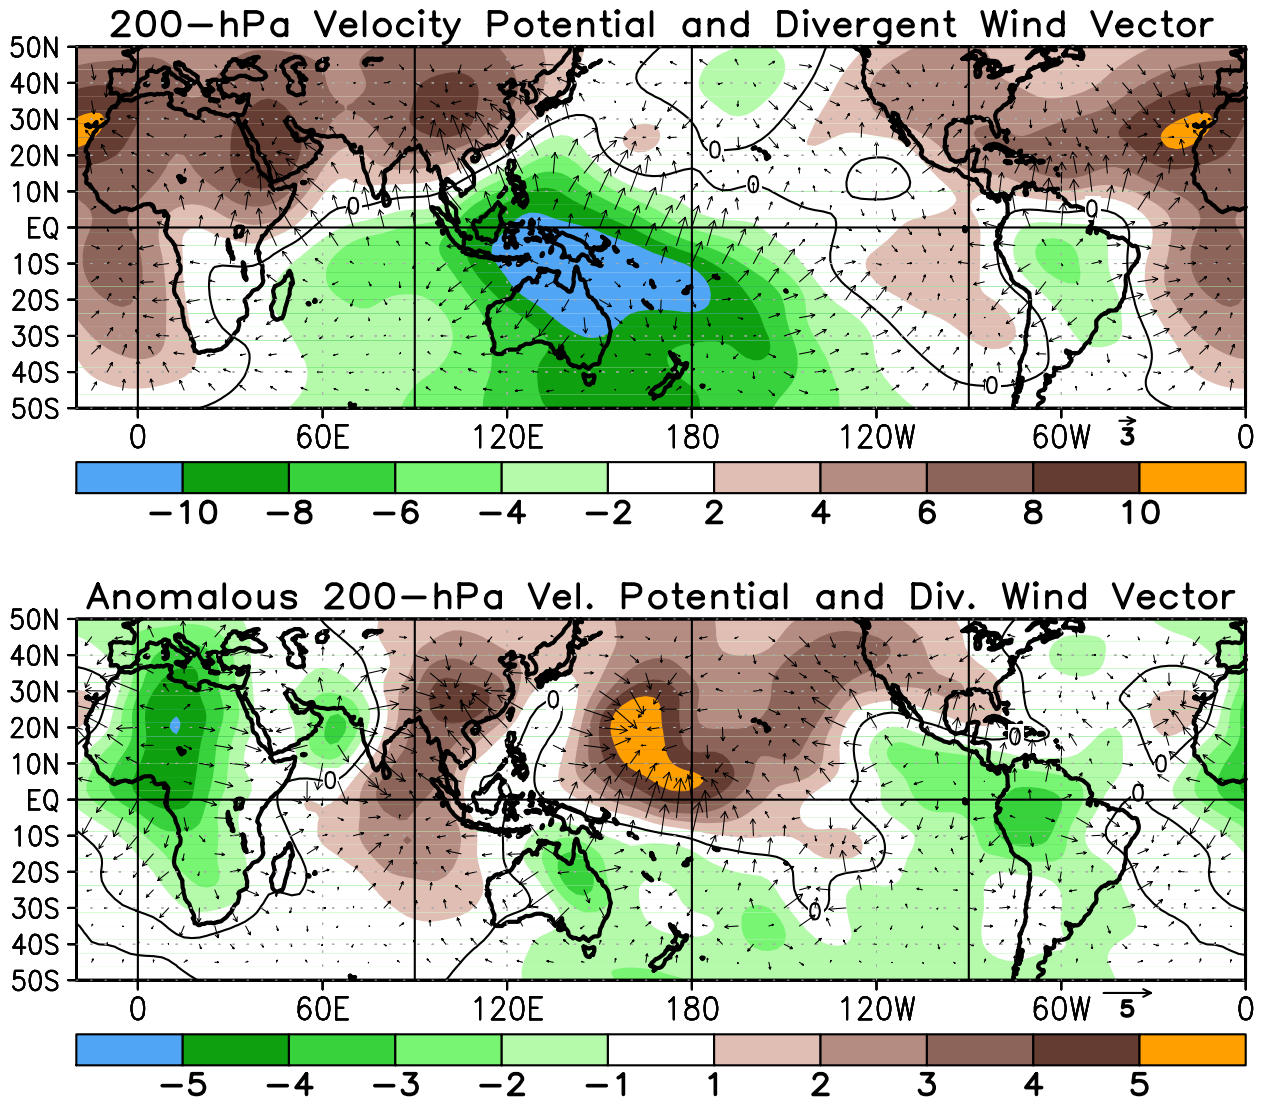 200-hPa Velocity Potential and Divergent Wind Vector
50N
40N
30N
20N
10N
EQ
10S
20S
30S
40S
50S
0
0
0
0
0
0 60E 120E 180 120W 60W 3 0
-10 -8 -6 -4 -2 2 4 6 8 10
Anomalous 200-hPa Vel. Potential and Div. Wind Vector
50N
40N
30N
20N
10N
EQ
10S
20S
30S
40S
50S
0
0
0
0
0
0
0 60E 120E 180 120W 60W 5 0
-5 -4 -3 -2 -1 1 2 3 4 5